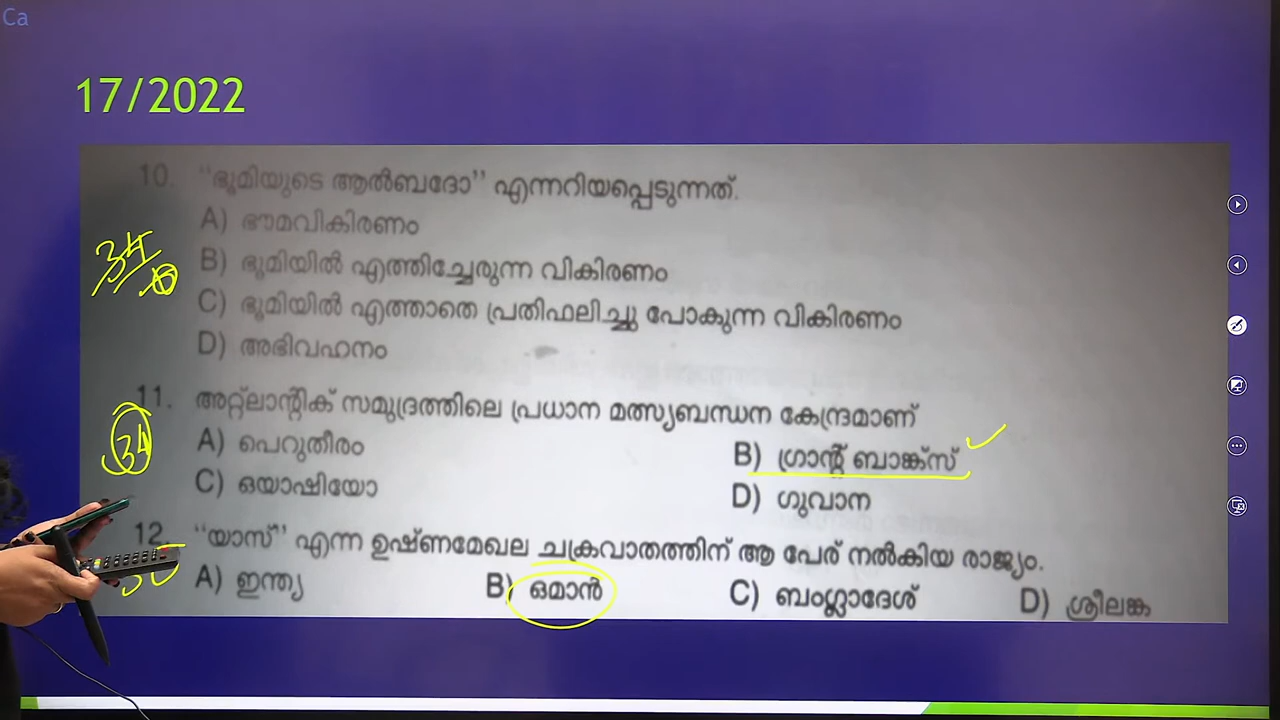 Ca
17/2022
10. "ഭൂമിയുടെ ആൽബദോ" എന്നറിയപ്പെടുന്നത്.
A) ഭൗമവികിരണം
B) ഭൂമിയിൽ എത്തിച്ചേരുന്ന വികിരണം
C) ഭൂമിയിൽ എത്താതെ പ്രതിഫലിച്ചു പോകുന്ന വികിരണം
D) അഭിവഹനം
11. അറ്റ്ലാന്റിക് സമുദ്രത്തിലെ പ്രധാന മത്സ്യബന്ധന കേന്ദ്രമാണ്
A) പെറുതീരം B) ഗ്രാന്റ് ബാങ്ക്സ്
34
C) ഒയാഷിയോ D) ഗുവാന
12. "യാസ്" എന്ന ഉഷ്ണമേഖല ചക്രവാതത്തിന് ആ പേര് നൽകിയ രാജ്യം.
A) ഇന്ത്യ B) ഒമാൻ C) ബംഗ്ലാദേശ് D) ശ്രീലങ്ക